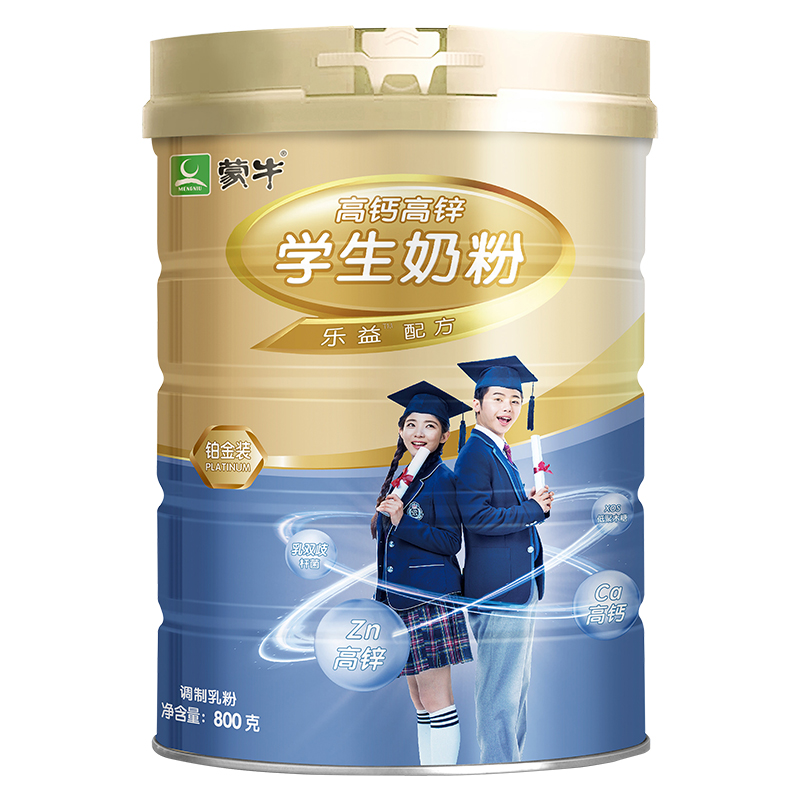 MENGNIU
蒙牛®
高钙高锌
学生奶粉
乐益™ 配方
铂金装
PLATINUM
XOS
低聚木糖
乳双歧
杆菌
Ca
高钙
Zn
高锌
调制乳粉
净含量：800克